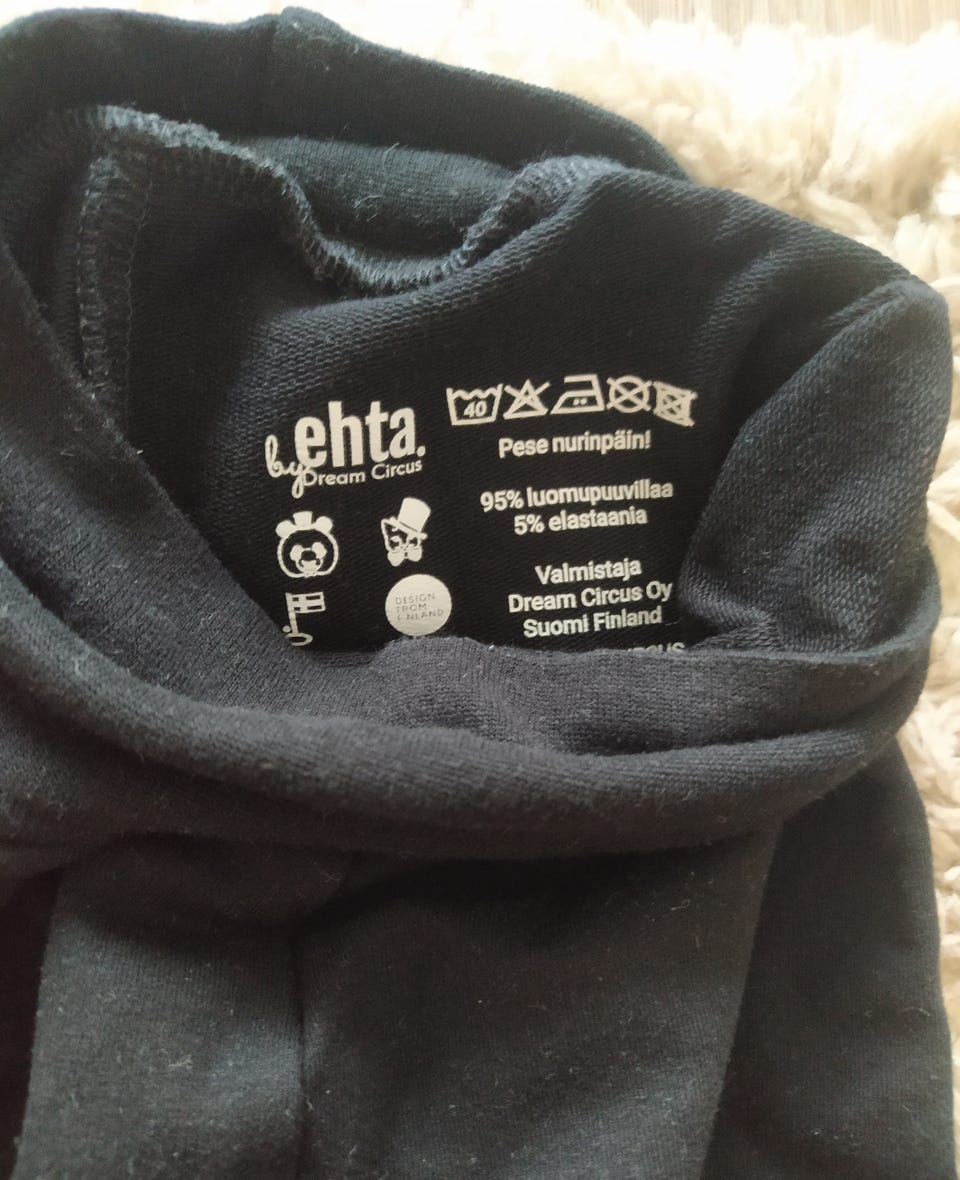 ehta.
by Dream Circus
40
Pese nurinpäin!
95% luomupuuvillaa
5% elastaania
DESIGN
FROM
FINLAND
Valmistaja
Dream Circus Oy
Suomi Finland